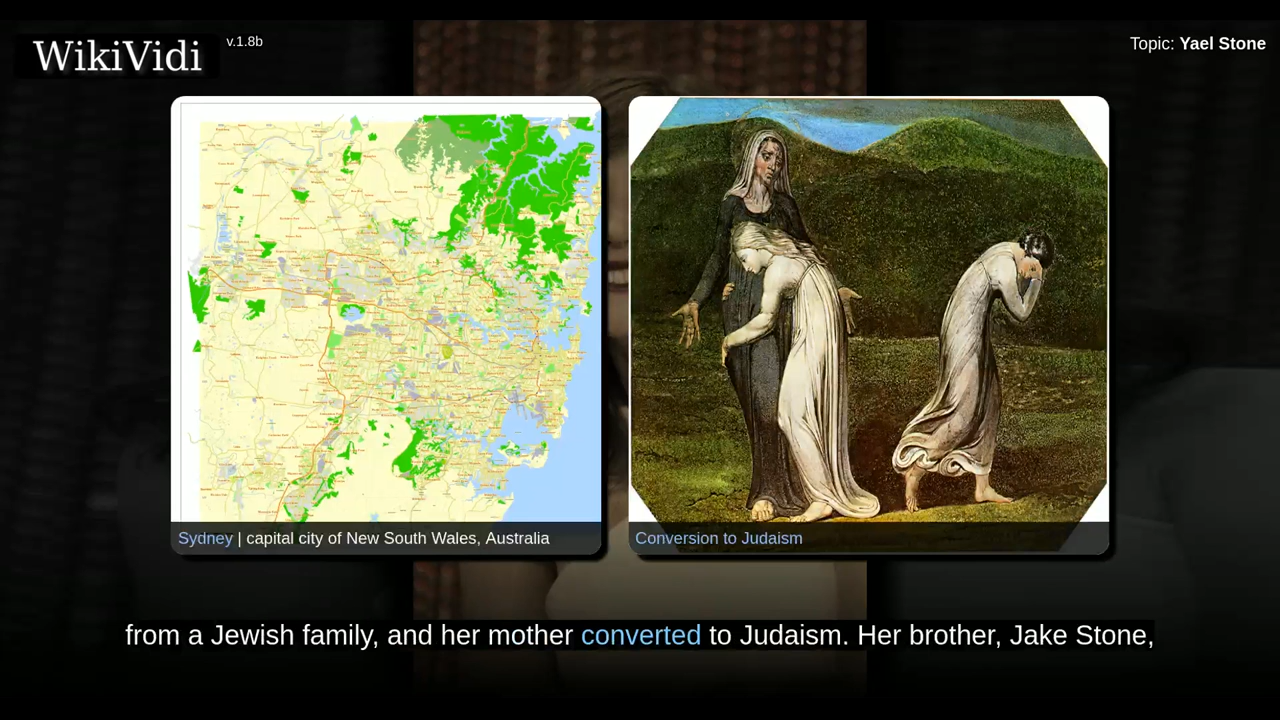 WikiVidi
v.1.8b
Topic: Yael Stone
Sydney | capital city of New South Wales, Australia
Conversion to Judaism
from a Jewish family, and her mother converted to Judaism. Her brother, Jake Stone,